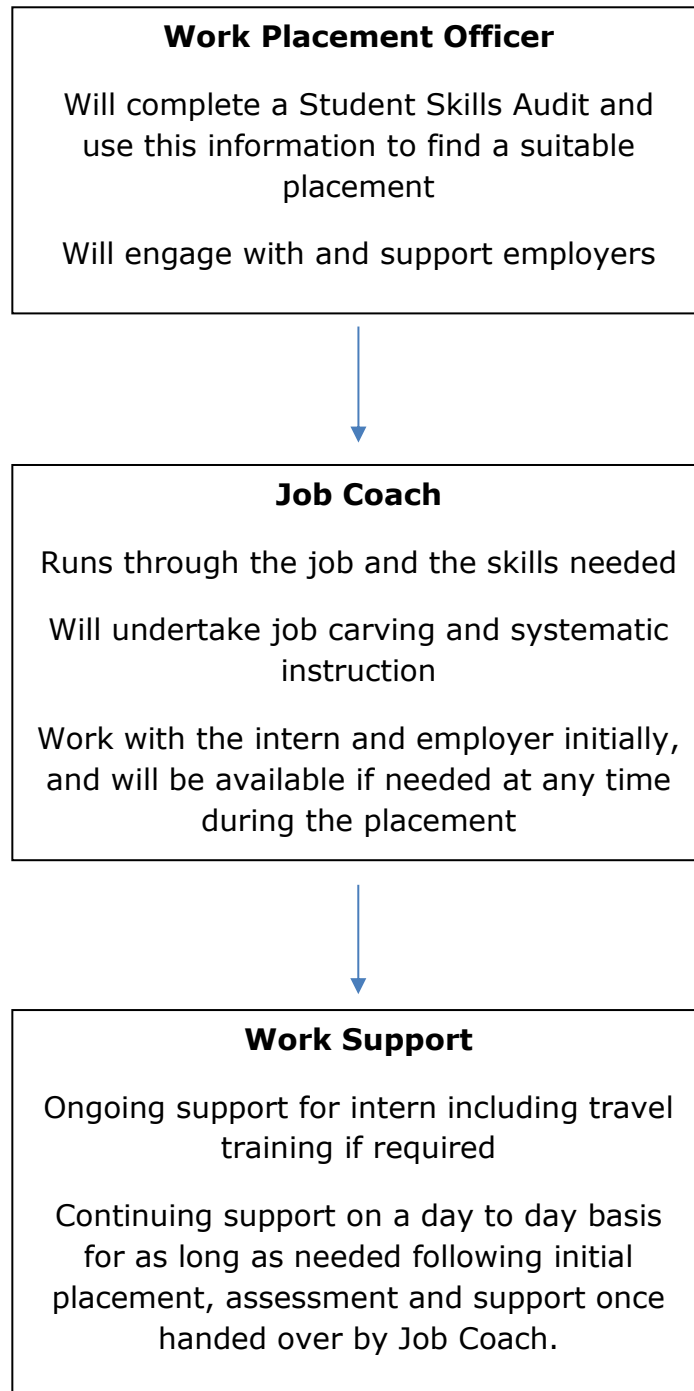 Work Placement Officer
Will complete a Student Skills Audit and
use this information to find a suitable
placement
Will engage with and support employers
Job Coach
Runs through the job and the skills needed
Will undertake job carving and systematic
instruction
Work with the intern and employer initially,
and will be available if needed at any time
during the placement
Work Support
Ongoing support for intern including travel
training if required
Continuing support on a day to day basis
for as long as needed following initial
placement, assessment and support once
handed over by Job Coach.